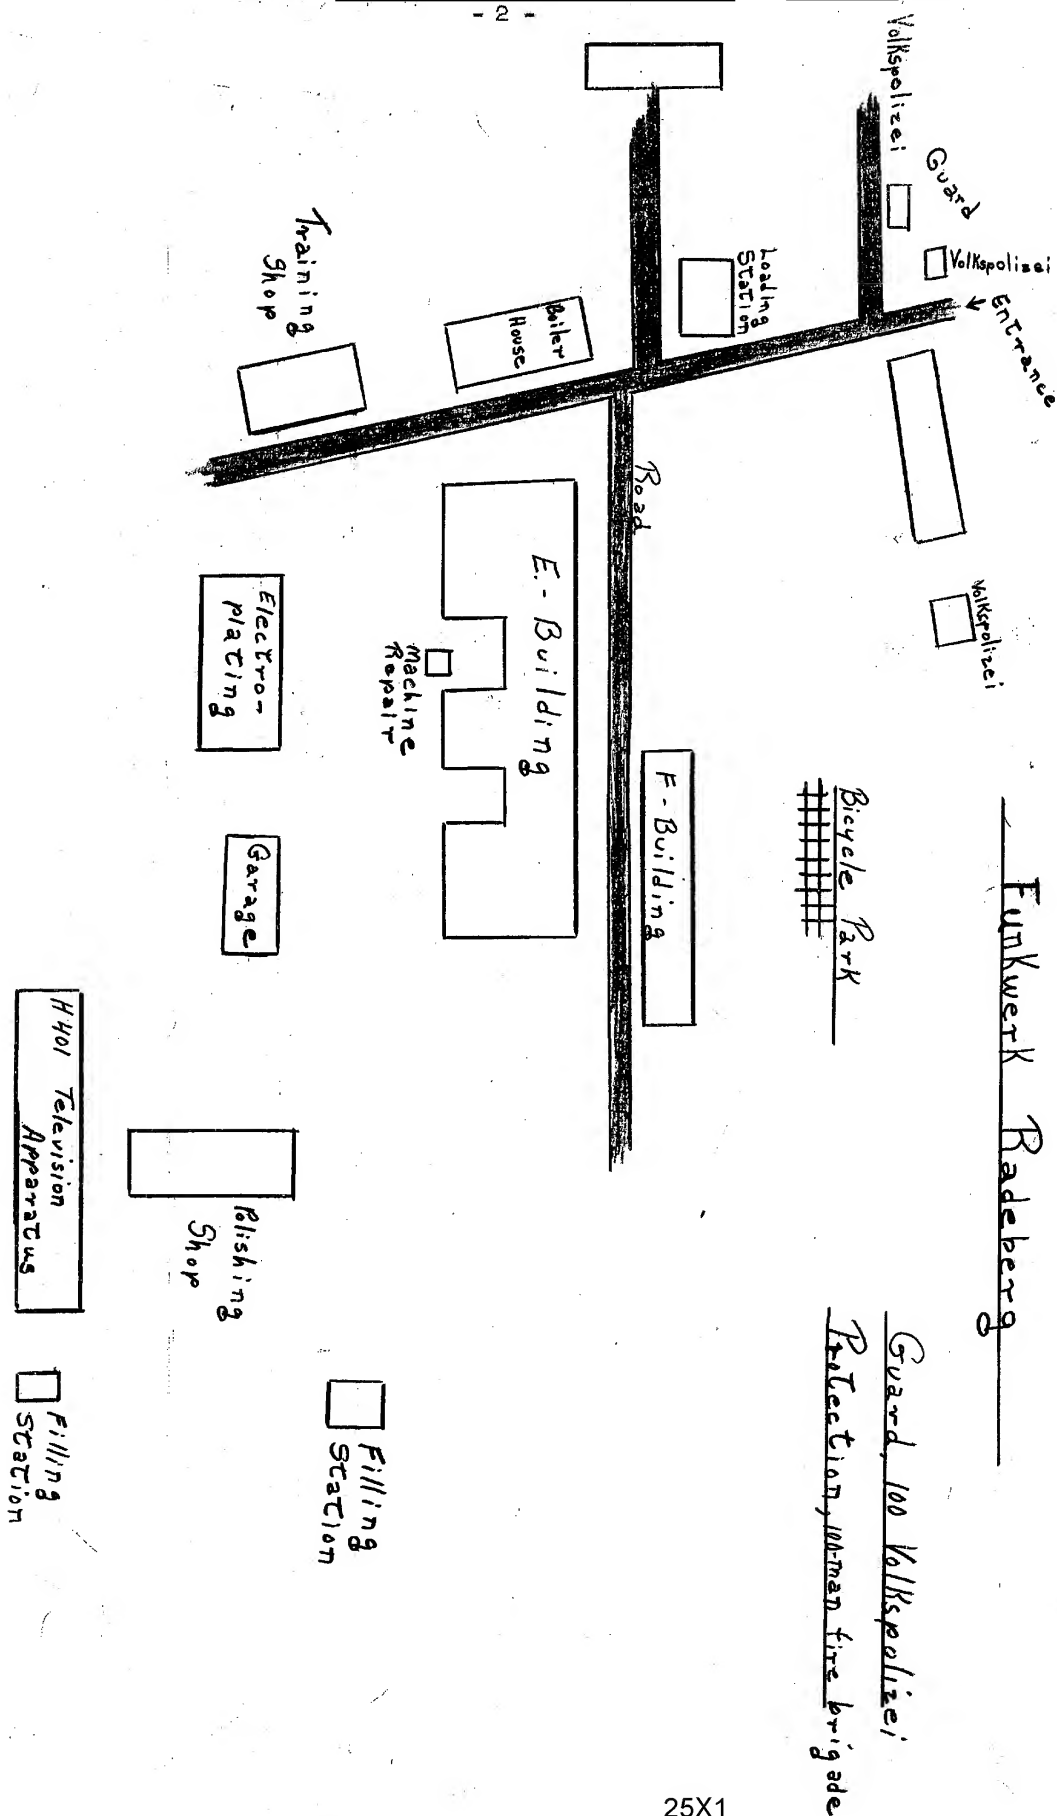 - 2 -
Funkwerk Radeberg
Guard, 100 Volkspolizei
Protection, 100-man fire brigade
Volkspolizei
Guard
Volkspolizei
Entrance
Volkspolizei
Loading
Station
Boiler
House
Training
Shop
Road
E.-Building
Machine
Repair
F-Building
Bicycle Park
Electro-
plating
Garage
H401 Television
Apparatus
Polishing
Shop
Filling
Station
Filling
Station
25X1